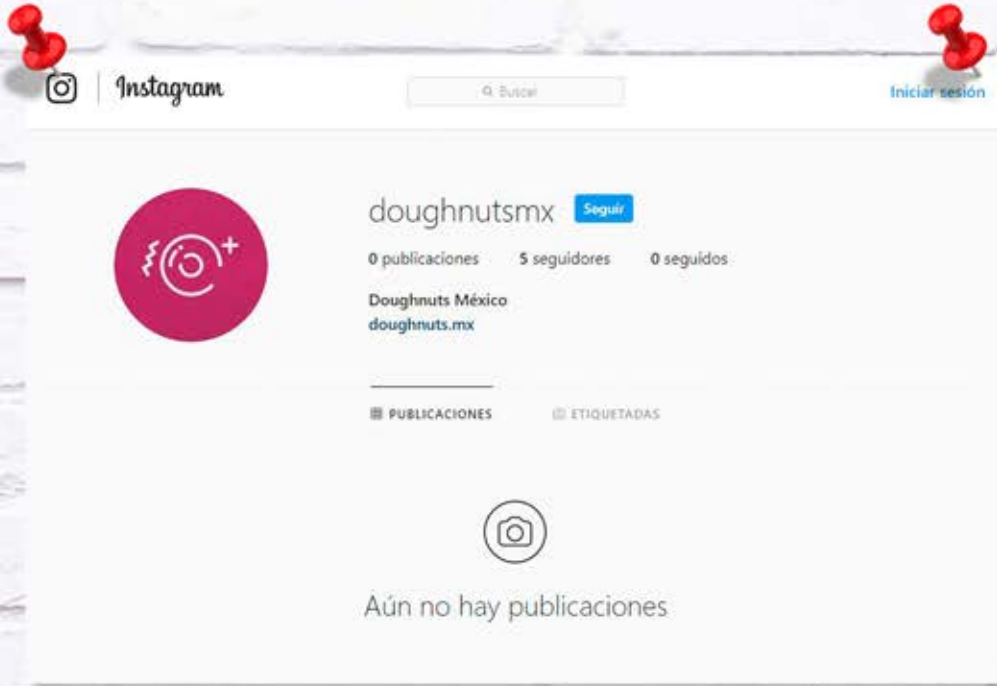 Instagram
Buscar
Iniciar sesión
doughnutsmx Seguir
0 publicaciones 5 seguidores 0 seguidos
Doughnuts México
doughnuts.mx
PUBLICACIONES ETIQUETADAS
Aún no hay publicaciones